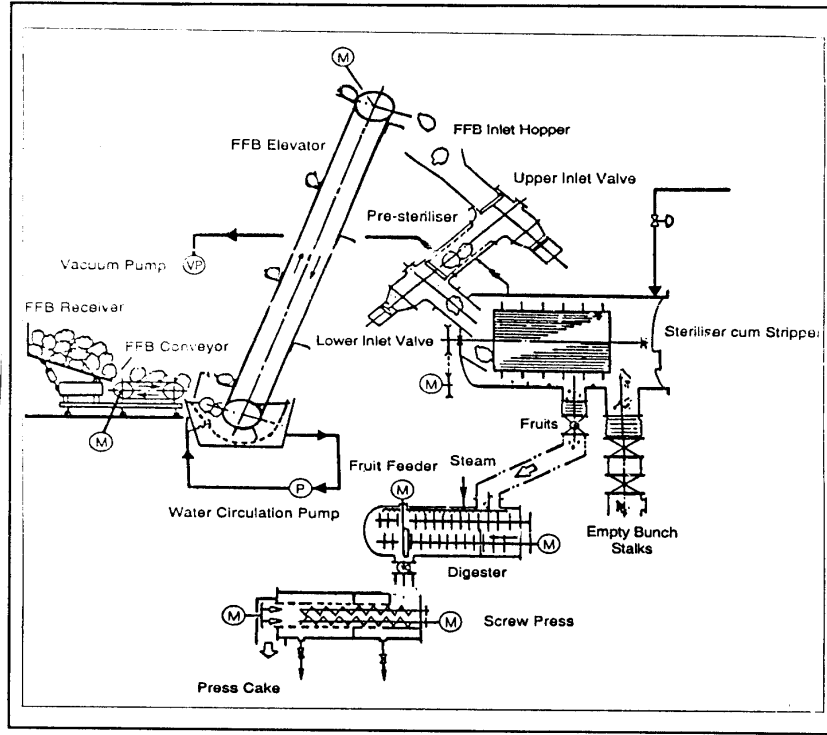 M
FFB Inlet Hopper
FFB Elevator
Upper Inlet Valve
Pre-steriliser
Vacuum Pump
VP
FFB Receiver
FFB Conveyor
Lower Inlet Valve
Steriliser cum Stripper
M
M
Fruits
Fruit Feeder
Steam
P
M
Water Circulation Pump
Empty Bunch
Stalks
M
Digester
M
M
Screw Press
Press Cake